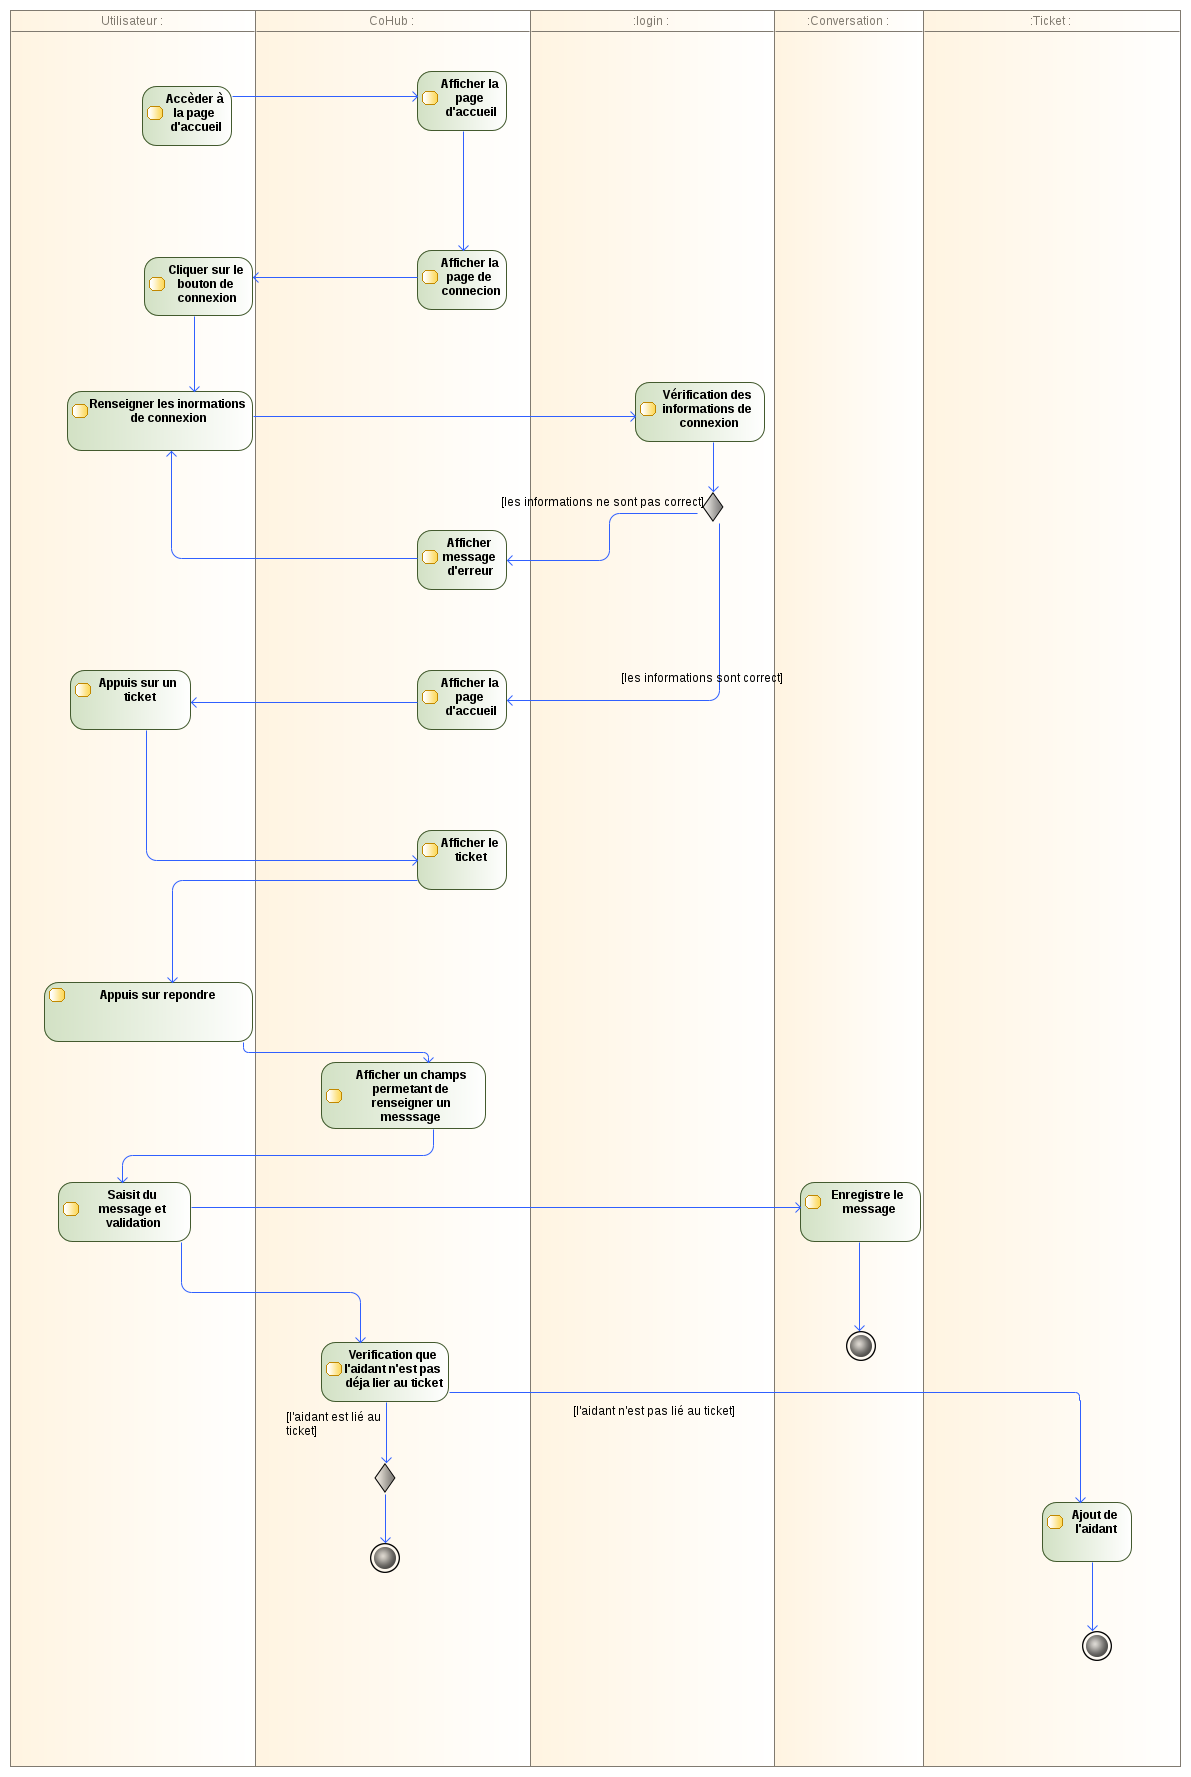 Utilisateur :
CoHub :
:login :
:Conversation :
:Ticket :
Accèder à
la page
d'accueil
Afficher la
page
d'accueil
Cliquer sur le
bouton de
connexion
Afficher la
page de
connecion
Renseigner les inormations
de connexion
Vérification des
informations de
connexion
[les informations ne sont pas correct]
Afficher
message
d'erreur
[les informations sont correct]
Appuis sur un
ticket
Afficher la
page
d'accueil
Afficher le
ticket
Appuis sur repondre
Afficher un champs
permetant de
renseigner un
messsage
Saisit du
message et
validation
Enregistre le
message
Verification que
l'aidant n'est pas
déja lier au ticket
[l'aidant est lié au
ticket]
[l'aidant n'est pas lié au ticket]
Ajout de
l'aidant